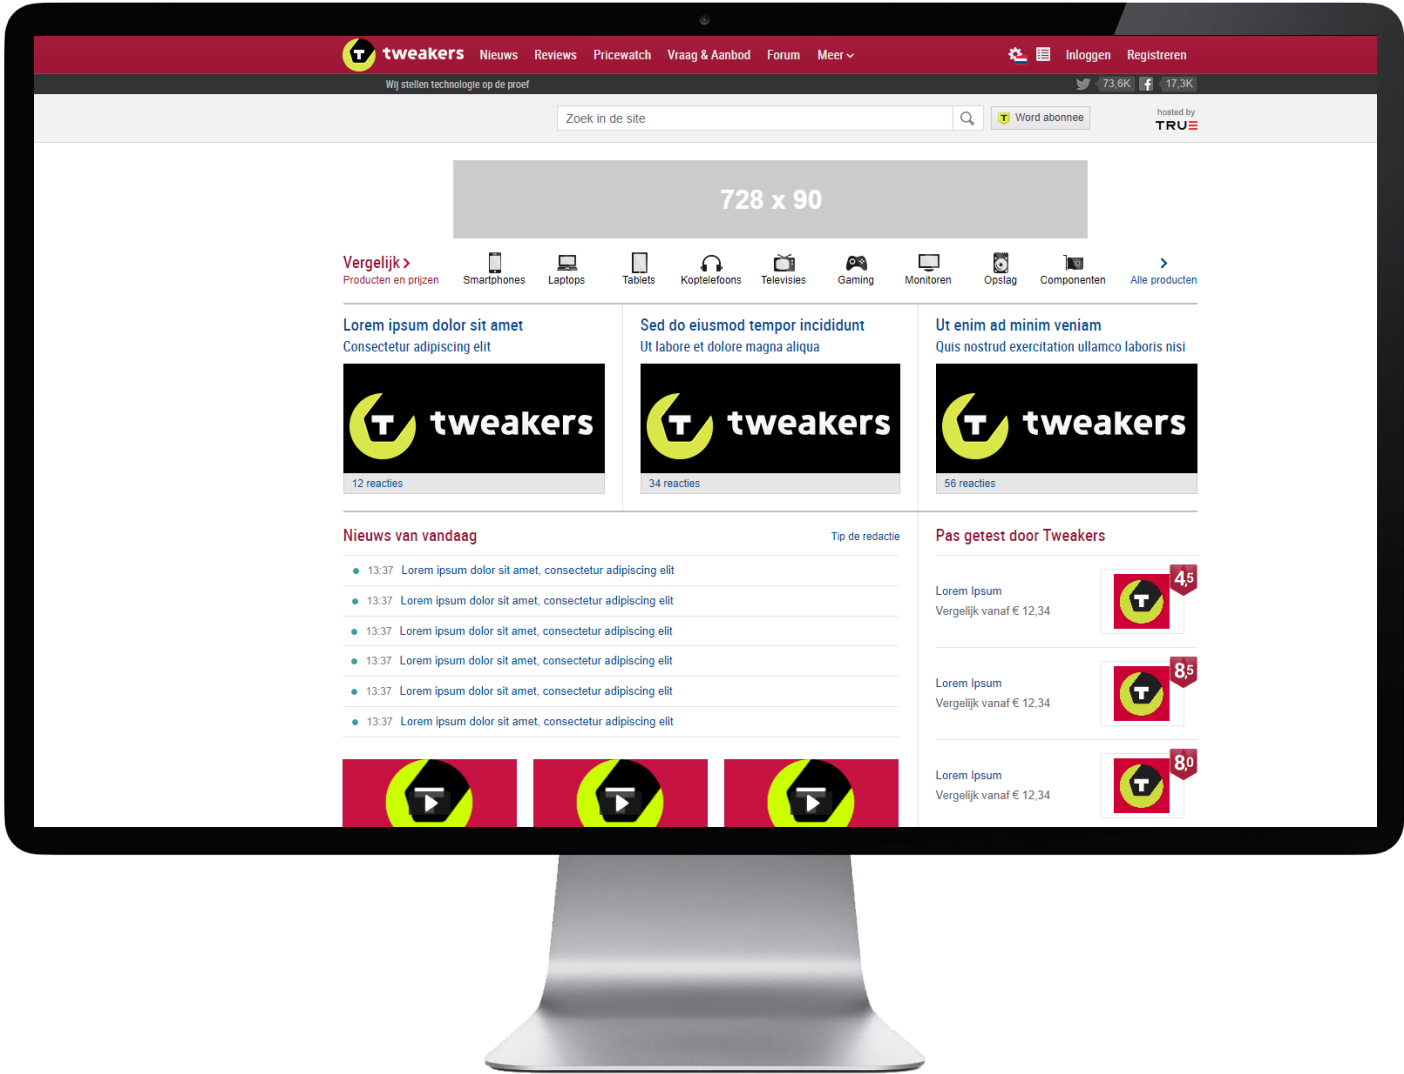 tweakers Nieuws Reviews Pricewatch Vraag & Aanbod Forum Meer Inloggen Registreren
Wij stellen technologie op de proef 73,6K 17,3K
Zoek in de site Word abonnee hosted by
TRUE
728 x 90
Vergelijk
Producten en prijzen Smartphones Laptops Tablets Koptelefoons Televisies Gaming Monitoren Opslag Componenten Alle producten
Lorem ipsum dolor sit amet
Consectetur adipiscing elit
tweakers
12 reacties
Sed do eiusmod tempor incididunt
Ut labore et dolore magna aliqua
tweakers
34 reacties
Ut enim ad minim veniam
Quis nostrud exercitation ullamco laboris nisi
tweakers
56 reacties
Nieuws van vandaag Tip de redactie
13:37 Lorem ipsum dolor sit amet, consectetur adipiscing elit
13:37 Lorem ipsum dolor sit amet, consectetur adipiscing elit
13:37 Lorem ipsum dolor sit amet, consectetur adipiscing elit
13:37 Lorem ipsum dolor sit amet, consectetur adipiscing elit
13:37 Lorem ipsum dolor sit amet, consectetur adipiscing elit
13:37 Lorem ipsum dolor sit amet, consectetur adipiscing elit
Pas getest door Tweakers
4,5
Lorem Ipsum
Vergelijk vanaf € 12,34
8,5
Lorem Ipsum
Vergelijk vanaf € 12,34
8,0
Lorem Ipsum
Vergelijk vanaf € 12,34